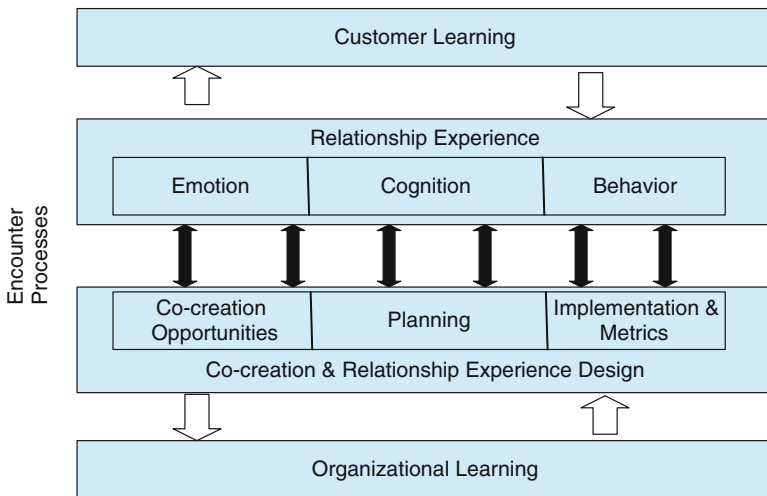 Customer Learning
Relationship Experience
Emotion
Cognition
Behavior
Encounter
Processes
Co-creation
Opportunities
Planning
Implementation &
Metrics
Co-creation & Relationship Experience Design
Organizational Learning